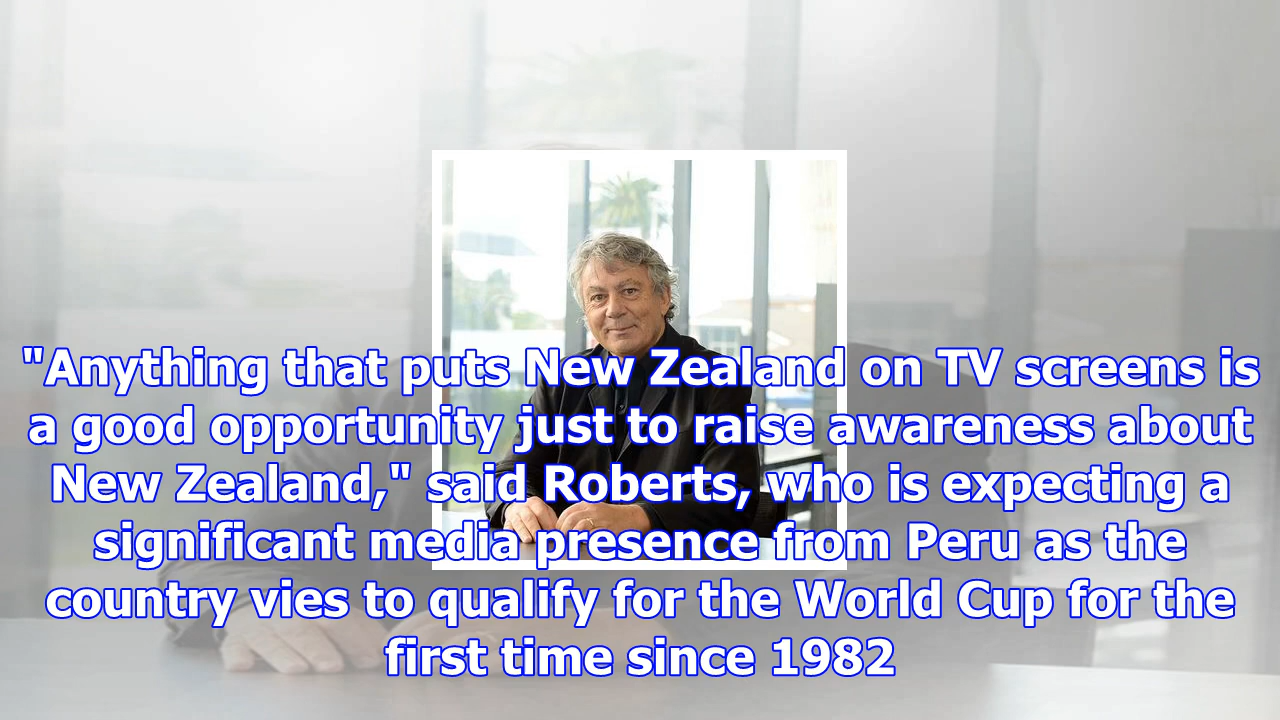 "Anything that puts New Zealand on TV screens is
a good opportunity just to raise awareness about
New Zealand," said Roberts, who is expecting a
significant media presence from Peru as the
country vies to qualify for the World Cup for the
first time since 1982